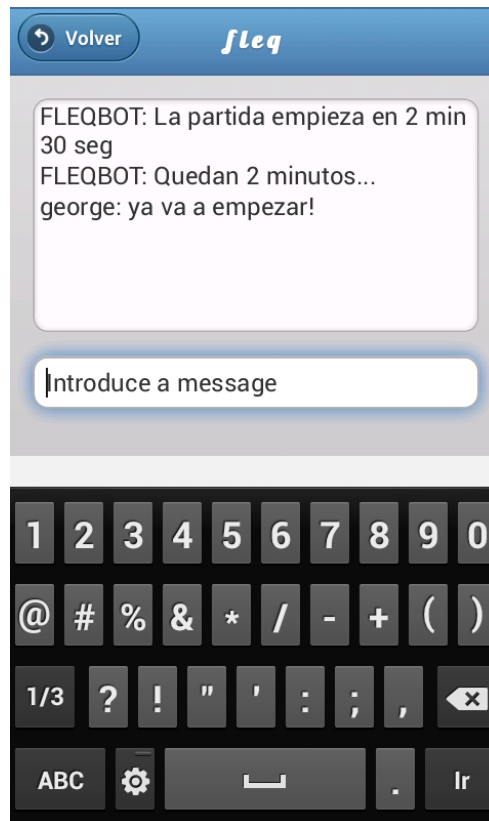 Volver fleq
FLEQBOT: La partida empieza en 2 min
30 seg
FLEQBOT: Quedan 2 minutos...
george: ya va a empezar!
Introduce a message
1 2 3 4 5 6 7 8 9 0
@ # % & * / - + ( )
1/3 ? ! " ' : ; ,
ABC . Ir